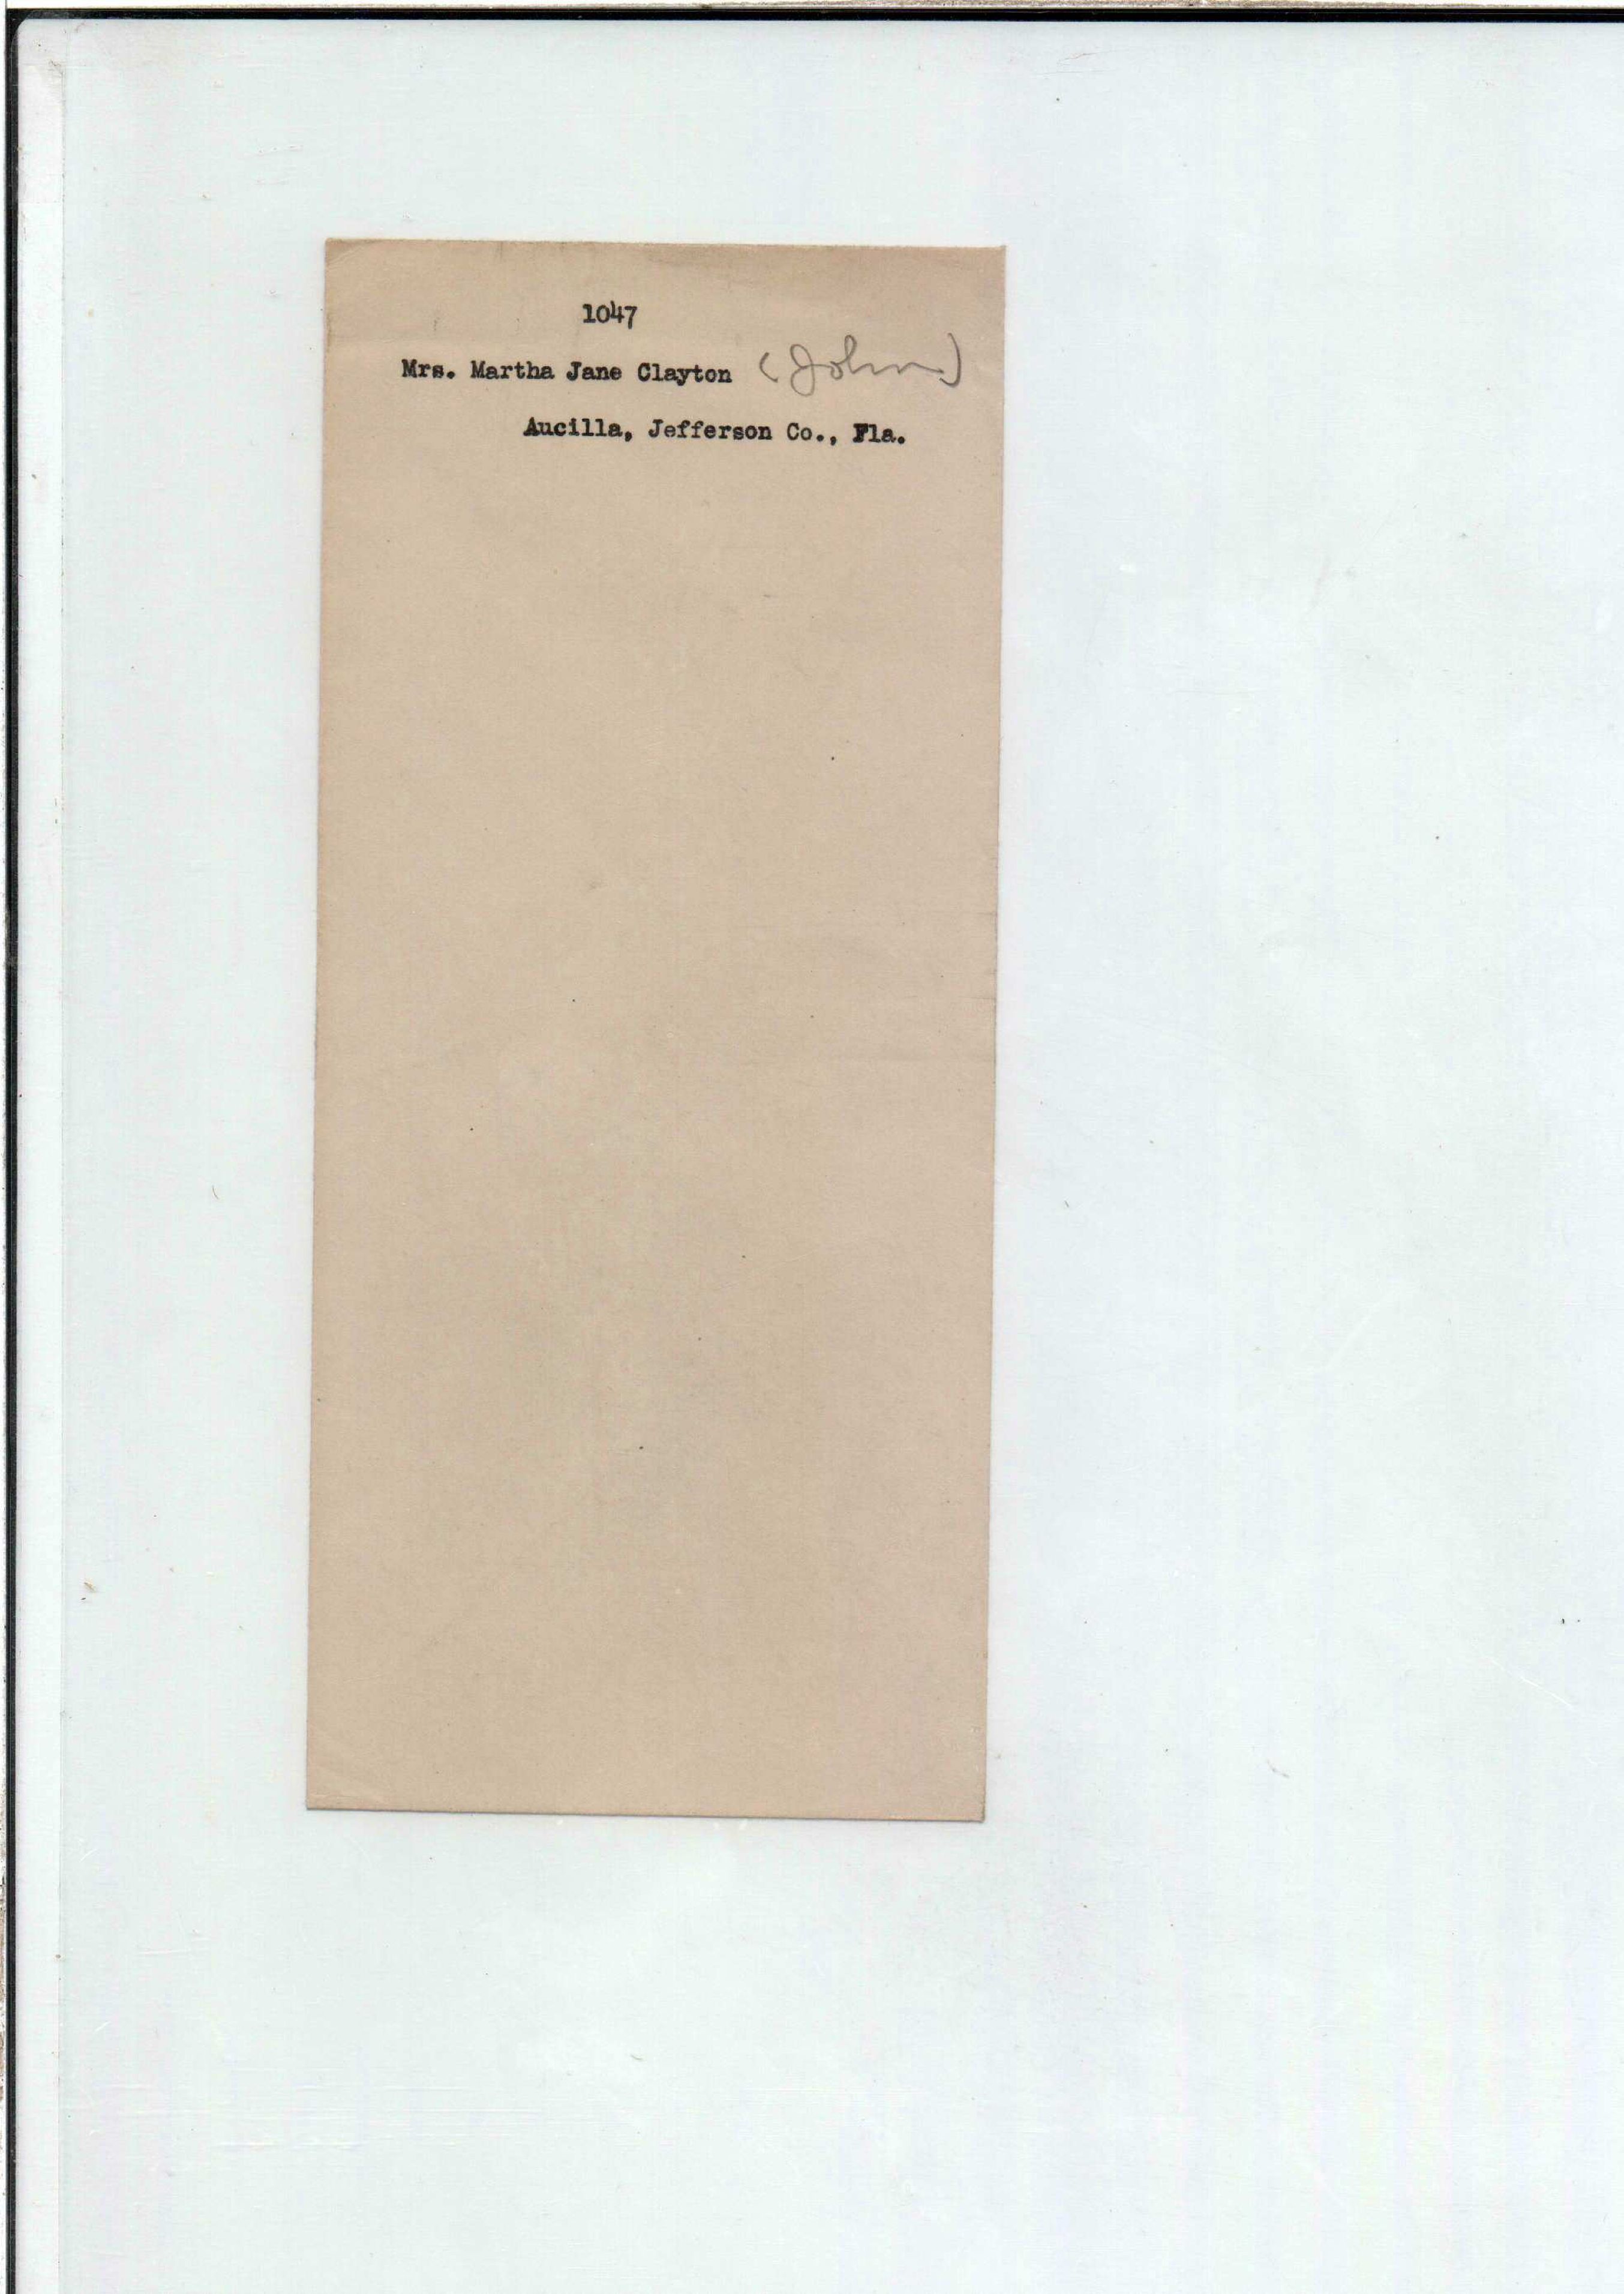 1047
Mrs. Martha Jane Clayton (John)
Aucilla, Jefferson Co., Fla.